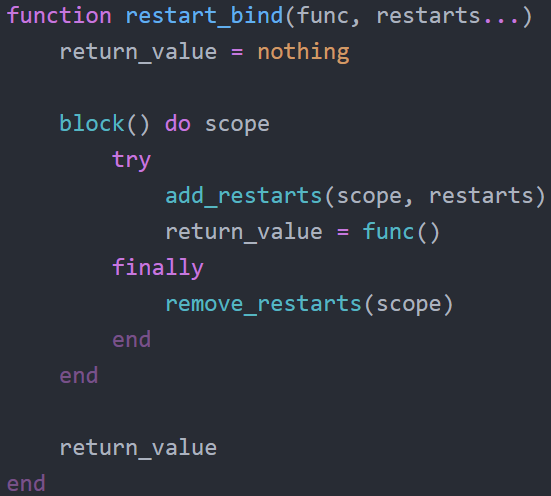 function restart_bind(func, restarts...)
    return_value = nothing

    block() do scope
        try
            add_restarts(scope, restarts)
            return_value = func()
        finally
            remove_restarts(scope)
        end
    end

    return_value
end